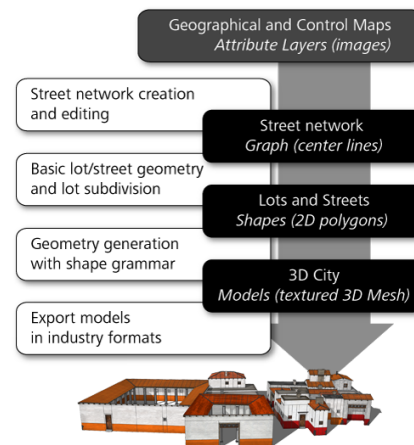 Geographical and Control Maps
Attribute Layers (images)
Street network creation
and editing
Street network
Graph (center lines)
Basic lot/street geometry
and lot subdivision
Lots and Streets
Shapes (2D polygons)
Geometry generation
with shape grammar
3D City
Models (textured 3D Mesh)
Export models
in industry formats